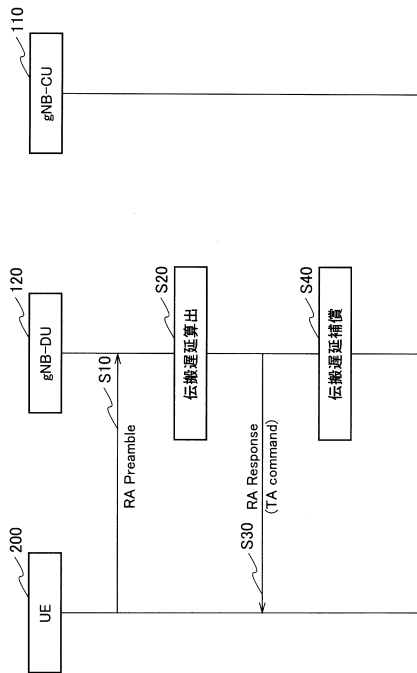 200
UE
120
gNB-DU
110
gNB-CU
S10
RA Preamble
S20
伝搬遅延算出
S30
RA Response
(TA command)
S40
伝搬遅延補償